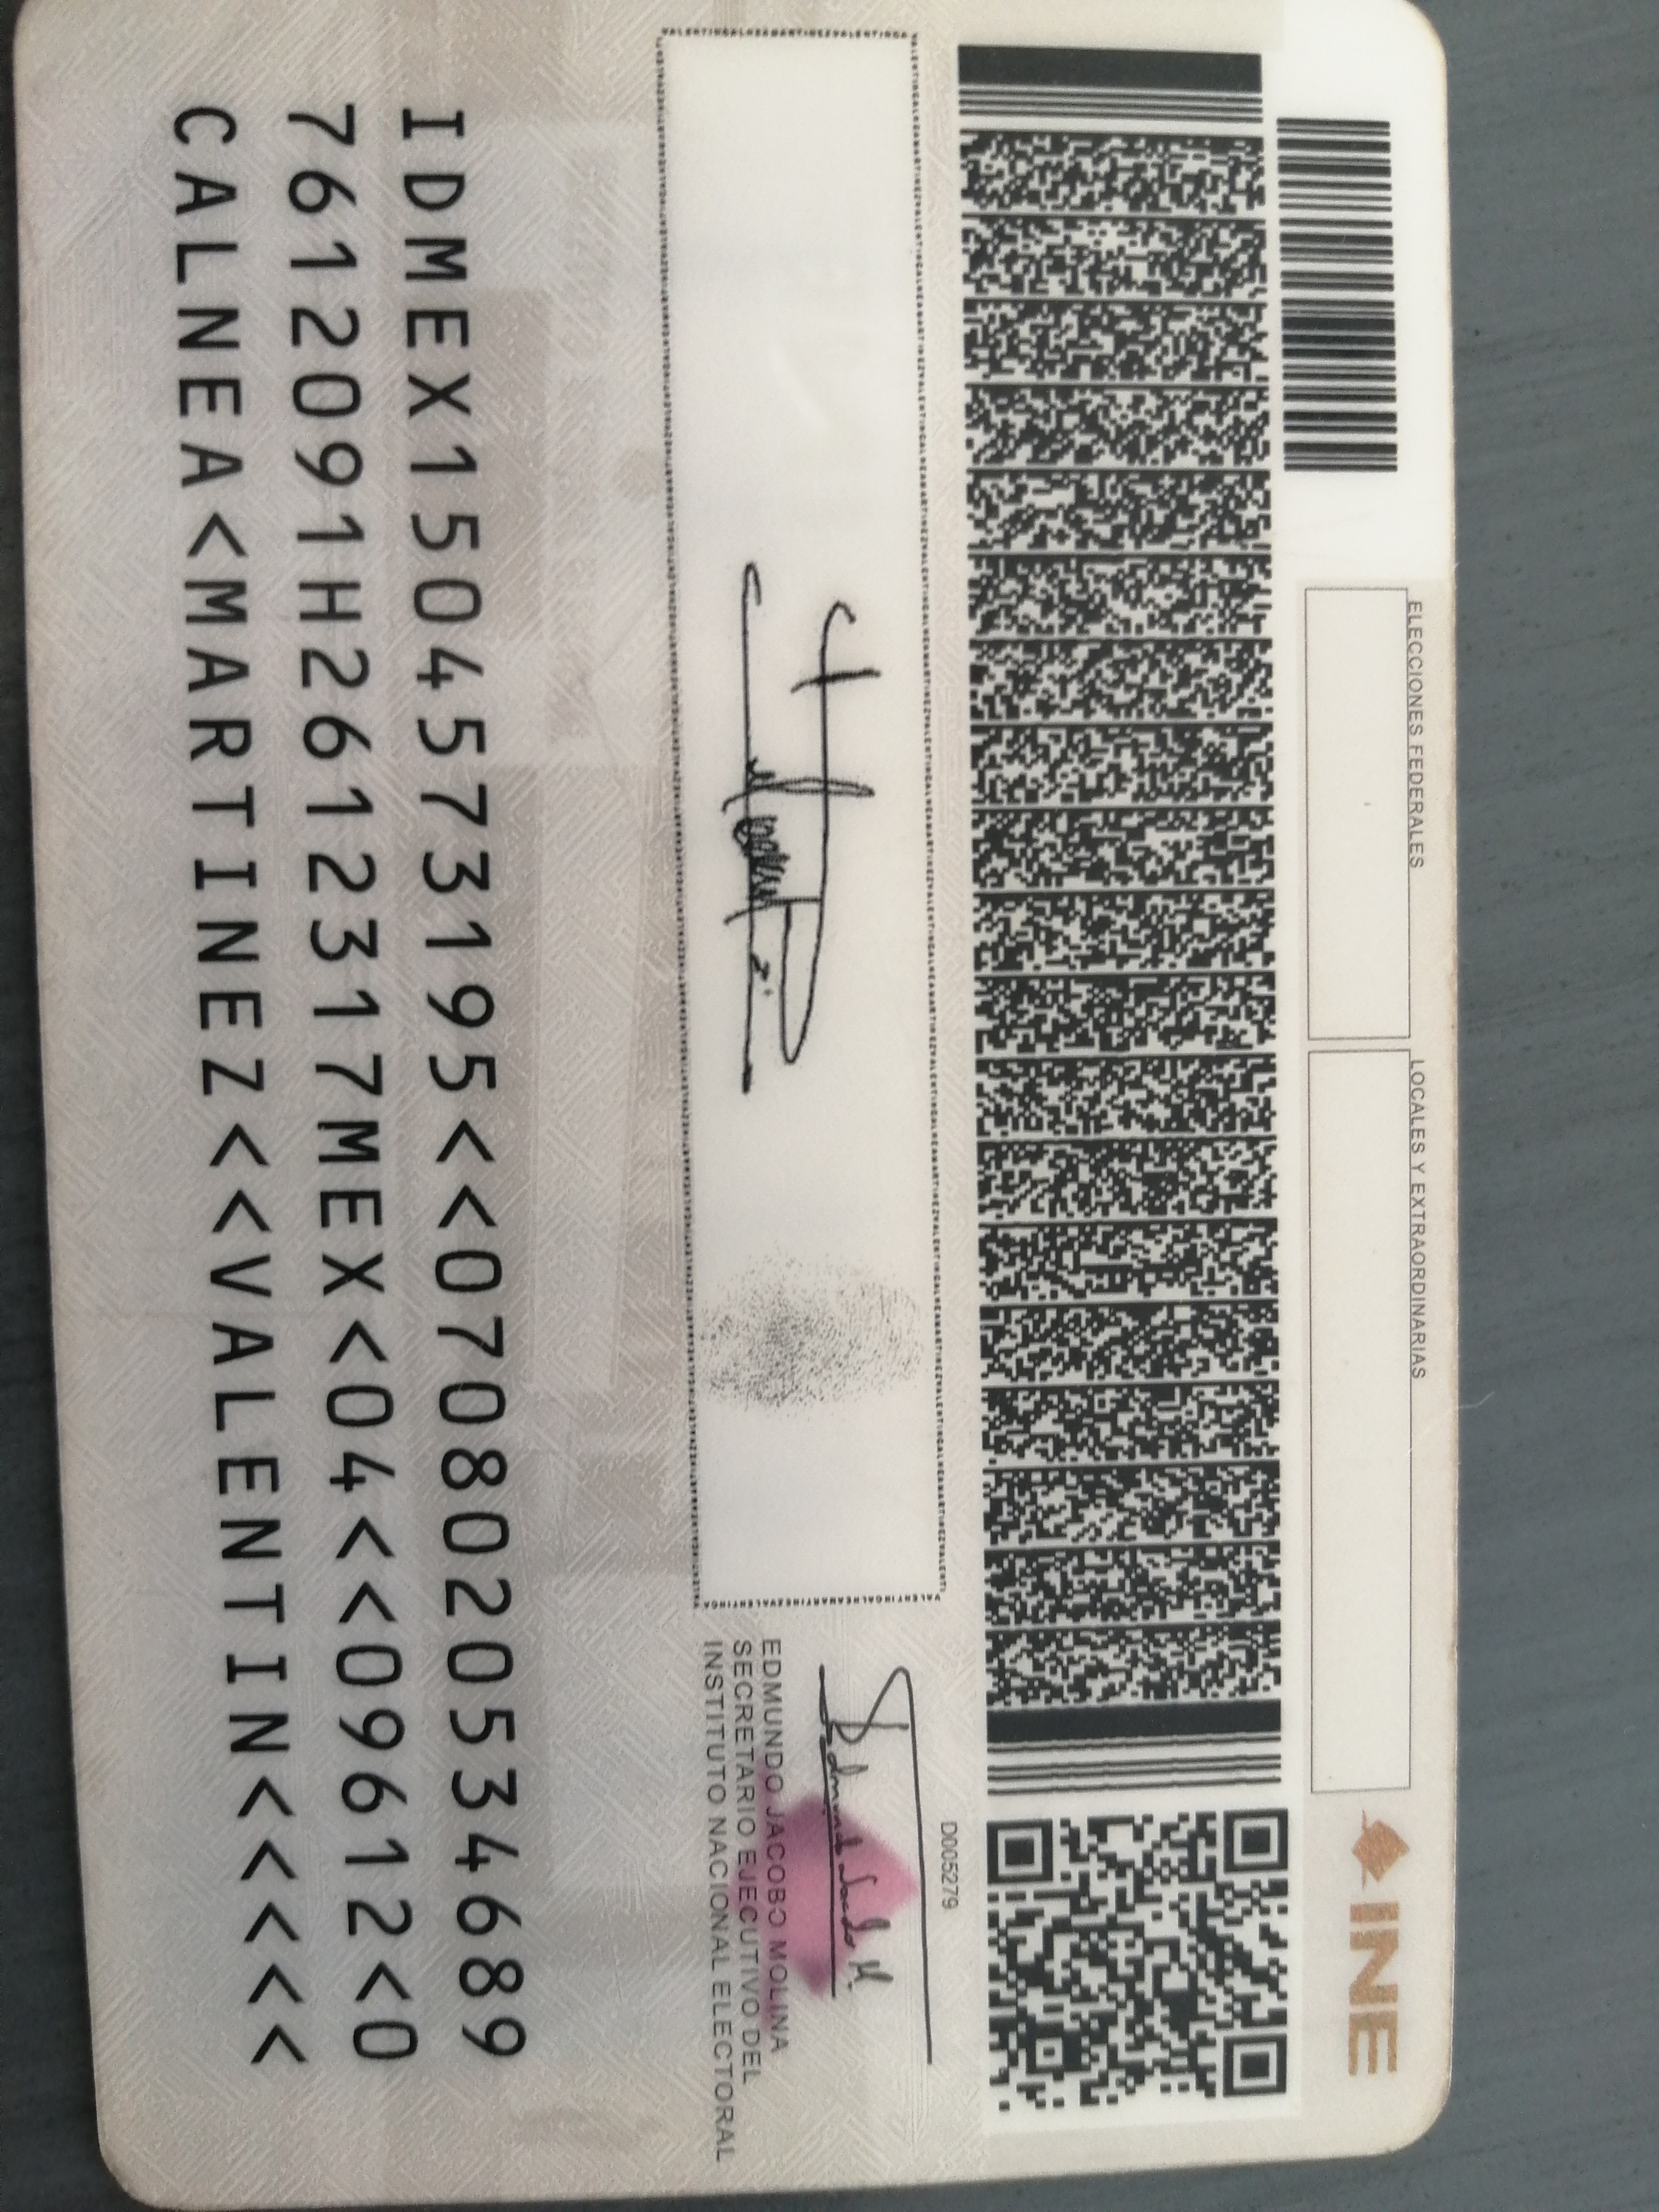 ELECCIONES FEDERALES
LOCALES Y EXTRAORDINARIAS
INE
D005279
EDMUNDO JACOBO MOLINA
SECRETARIO EJECUTIVO DEL
INSTITUTO NACIONAL ELECTORAL
IDMEX1504573195<<0708020534689
7612091H2612317MEX<04<<09612<0
CALNEA<MARTINEZ<<VALENTIN<<<<<